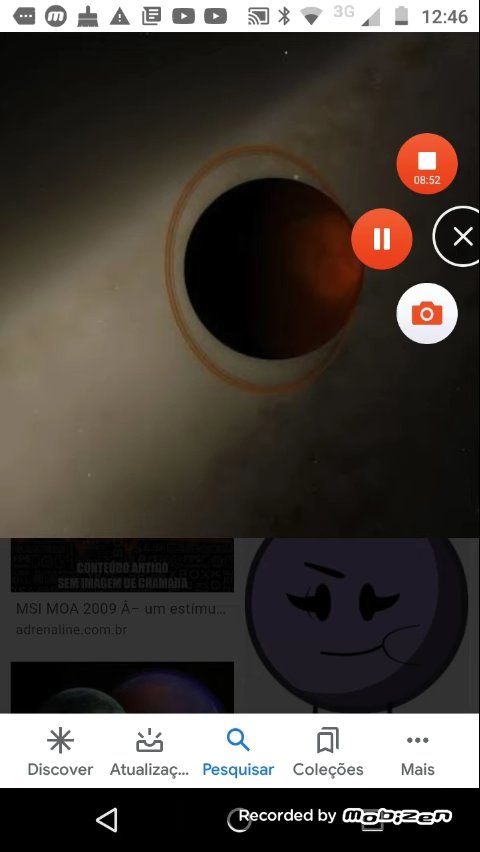 3G
12:46
08:52
CONTEÚDO ANTIGO
SEM IMAGEM DE CHAMADA
MSI MOA 2009 Â– um estímu...
adrenaline.com.br
Discover
Atualizaç...
Pesquisar
Coleções
Mais
Recorded by Mobizen